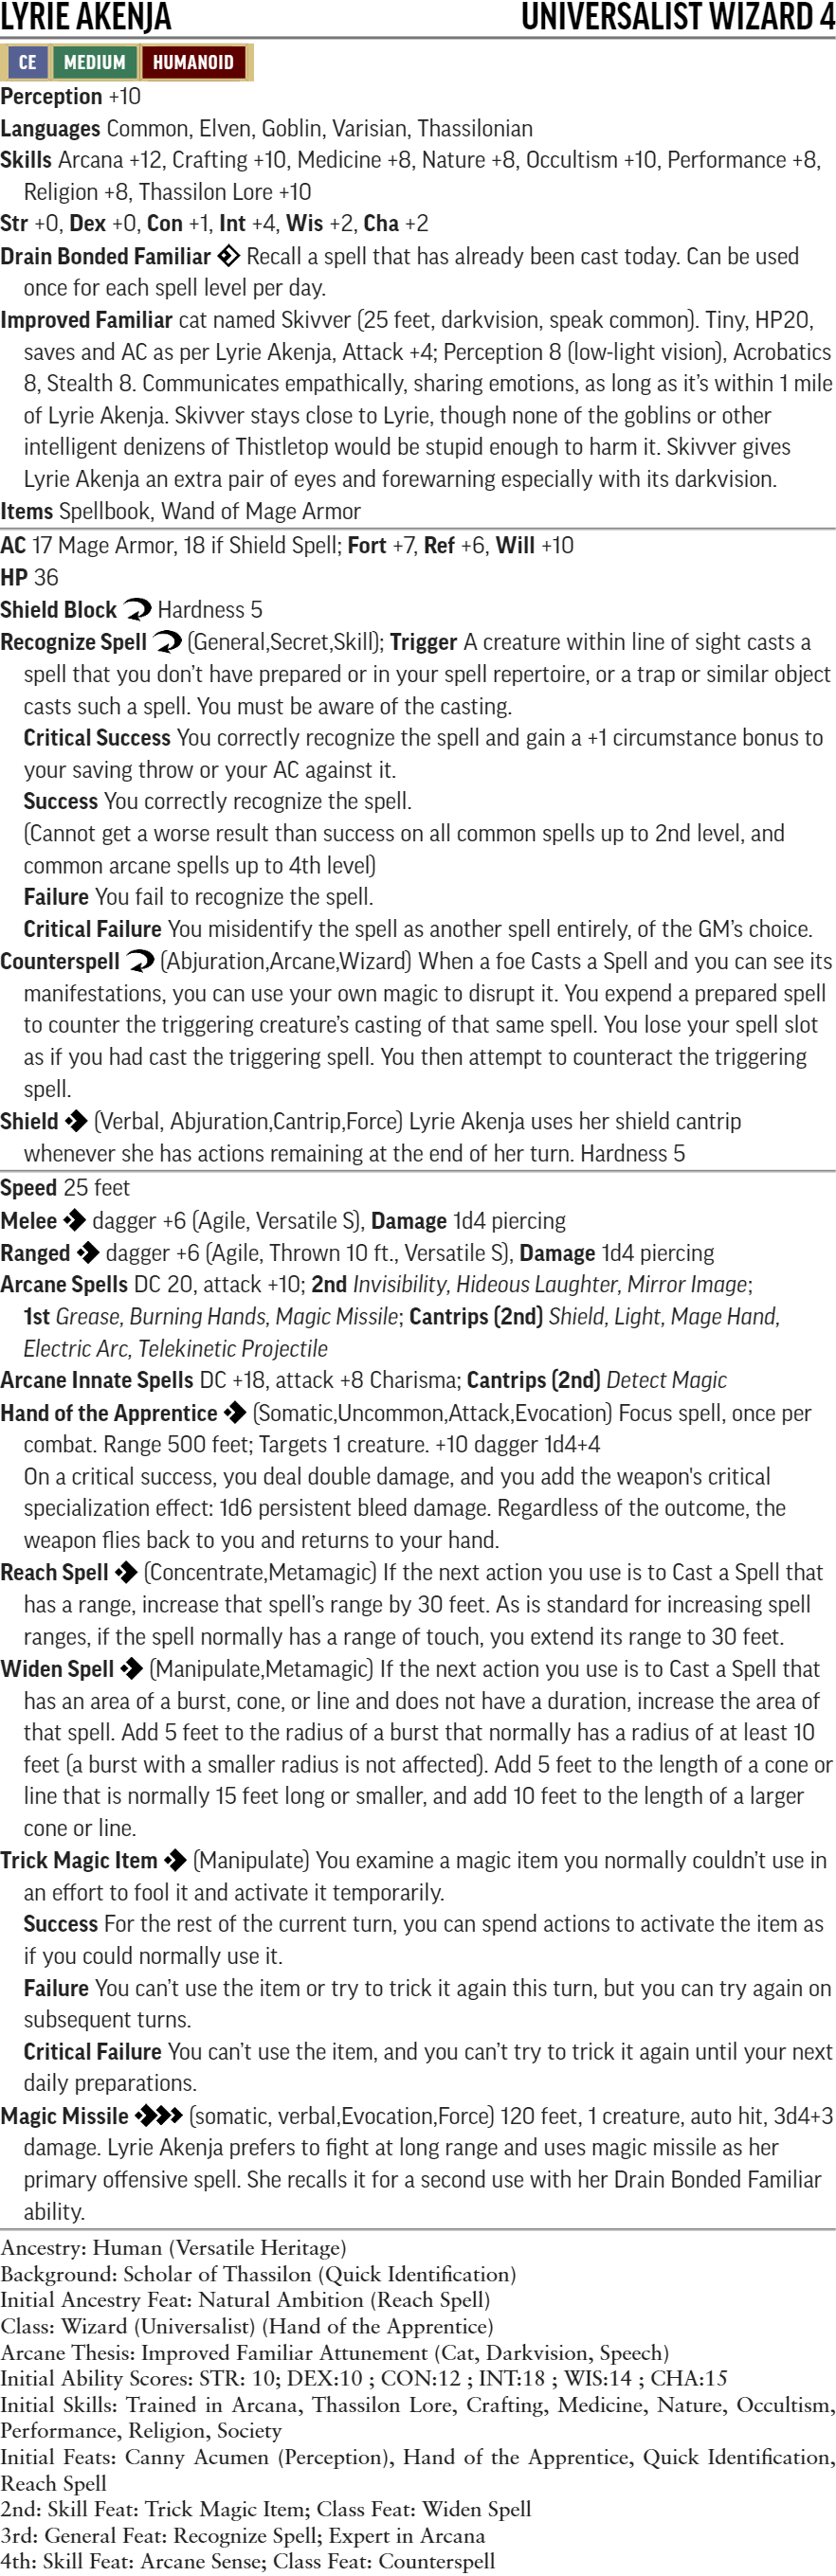 LYRIE AKENJA UNIVERSALIST WIZARD 4
CE MEDIUM HUMANOID
Perception +10
Languages Common, Elven, Goblin, Varisian, Thassilonian
Skills Arcana +12, Crafting +10, Medicine +8, Nature +8, Occultism +10, Performance +8,
Religion +8, Thassilon Lore +10
Str +0, Dex +0, Con +1, Int +4, Wis +2, Cha +2
Drain Bonded Familiar Recall a spell that has already been cast today. Can be used
once for each spell level per day.
Improved Familiar cat named Skivver (25 feet, darkvision, speak common). Tiny, HP20,
saves and AC as per Lyrie Akenja, Attack +4; Perception 8 (low-light vision), Acrobatics
8, Stealth 8. Communicates empathically, sharing emotions, as long as it's within 1 mile
of Lyrie Akenja. Skivver stays close to Lyrie, though none of the goblins or other
intelligent denizens of Thistletop would be stupid enough to harm it. Skivver gives
Lyrie Akenja an extra pair of eyes and forewarning especially with its darkvision.
Items Spellbook, Wand of Mage Armor
AC 17 Mage Armor, 18 if Shield Spell; Fort +7, Ref +6, Will +10
HP 36
Shield Block Hardness 5
Recognize Spell (General,Secret,Skill); Trigger A creature within line of sight casts a
spell that you don't have prepared or in your spell repertoire, or a trap or similar object
casts such a spell. You must be aware of the casting.
Critical Success You correctly recognize the spell and gain a +1 circumstance bonus to
your saving throw or your AC against it.
Success You correctly recognize the spell.
(Cannot get a worse result than success on all common spells up to 2nd level, and
common arcane spells up to 4th level)
Failure You fail to recognize the spell.
Critical Failure You misidentify the spell as another spell entirely, of the GM's choice.
Counterspell (Abjuration,Arcane,Wizard) When a foe Casts a Spell and you can see its
manifestations, you can use your own magic to disrupt it. You expend a prepared spell
to counter the triggering creature's casting of that same spell. You lose your spell slot
as if you had cast the triggering spell. You then attempt to counteract the triggering
spell.
Shield (Verbal, Abjuration,Cantrip,Force) Lyrie Akenja uses her shield cantrip
whenever she has actions remaining at the end of her turn. Hardness 5
Speed 25 feet
Melee dagger +6 (Agile, Versatile S), Damage 1d4 piercing
Ranged dagger +6 (Agile, Thrown 10 ft., Versatile S), Damage 1d4 piercing
Arcane Spells DC 20, attack +10; 2nd Invisibility, Hideous Laughter, Mirror Image;
1st Grease, Burning Hands, Magic Missile; Cantrips (2nd) Shield, Light, Mage Hand,
Electric Arc, Telekinetic Projectile
Arcane Innate Spells DC +18, attack +8 Charisma; Cantrips (2nd) Detect Magic
Hand of the Apprentice (Somatic,Uncommon,Attack,Evocation) Focus spell, once per
combat. Range 500 feet; Targets 1 creature. +10 dagger 1d4+4
On a critical success, you deal double damage, and you add the weapon's critical
specialization effect: 1d6 persistent bleed damage. Regardless of the outcome, the
weapon flies back to you and returns to your hand.
Reach Spell (Concentrate,Metamagic) If the next action you use is to Cast a Spell that
has a range, increase that spell's range by 30 feet. As is standard for increasing spell
ranges, if the spell normally has a range of touch, you extend its range to 30 feet.
Widen Spell (Manipulate,Metamagic) If the next action you use is to Cast a Spell that
has an area of a burst, cone, or line and does not have a duration, increase the area of
that spell. Add 5 feet to the radius of a burst that normally has a radius of at least 10
feet (a burst with a smaller radius is not affected). Add 5 feet to the length of a cone or
line that is normally 15 feet long or smaller, and add 10 feet to the length of a larger
cone or line.
Trick Magic Item (Manipulate) You examine a magic item you normally couldn't use in
an effort to fool it and activate it temporarily.
Success For the rest of the current turn, you can spend actions to activate the item as
if you could normally use it.
Failure You can't use the item or try to trick it again this turn, but you can try again on
subsequent turns.
Critical Failure You can't use the item, and you can't try to trick it again until your next
daily preparations.
Magic Missile (somatic, verbal,Evocation,Force) 120 feet, 1 creature, auto hit, 3d4+3
damage. Lyrie Akenja prefers to fight at long range and uses magic missile as her
primary offensive spell. She recalls it for a second use with her Drain Bonded Familiar
ability.
Ancestry: Human (Versatile Heritage)
Background: Scholar of Thassilon (Quick Identification)
Initial Ancestry Feat: Natural Ambition (Reach Spell)
Class: Wizard (Universalist) (Hand of the Apprentice)
Arcane Thesis: Improved Familiar Attunement (Cat, Darkvision, Speech)
Initial Ability Scores: STR: 10; DEX:10 ; CON:12 ; INT:18 ; WIS:14 ; CHA:15
Initial Skills: Trained in Arcana, Thassilon Lore, Crafting, Medicine, Nature, Occultism,
Performance, Religion, Society
Initial Feats: Canny Acumen (Perception), Hand of the Apprentice, Quick Identification,
Reach Spell
2nd: Skill Feat: Trick Magic Item; Class Feat: Widen Spell
3rd: General Feat: Recognize Spell; Expert in Arcana
4th: Skill Feat: Arcane Sense; Class Feat: Counterspell